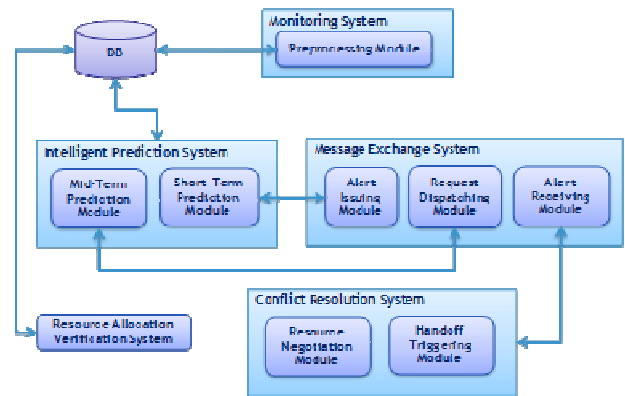 Monitoring System
DB
Preprocessing Module
Intelligent Prediction System
Message Exchange System
Mid-Term
Prediction
Module
Short-Term
Prediction
Module
Alert
Issuing
Module
Request
Dispatching
Module
Alert
Receiving
Module
Conflict Resolution System
Resource Allocation
Verification System
Resource
Negotiation
Module
Handoff
Triggering
Module